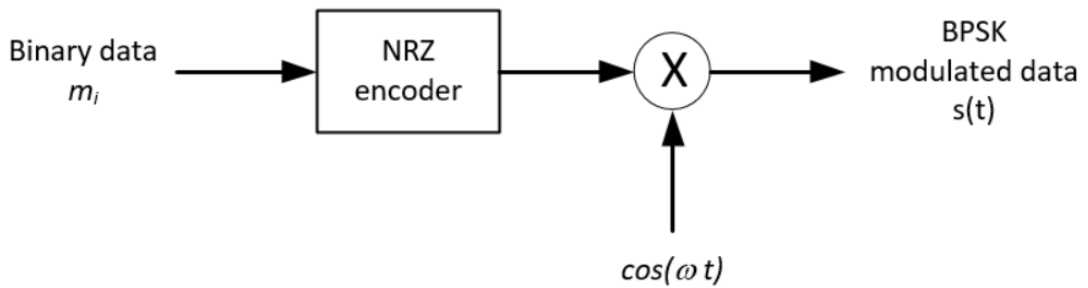 Binary data
mᵢ
NRZ
encoder
X
BPSK
modulated data
s(t)
cos(ω t)